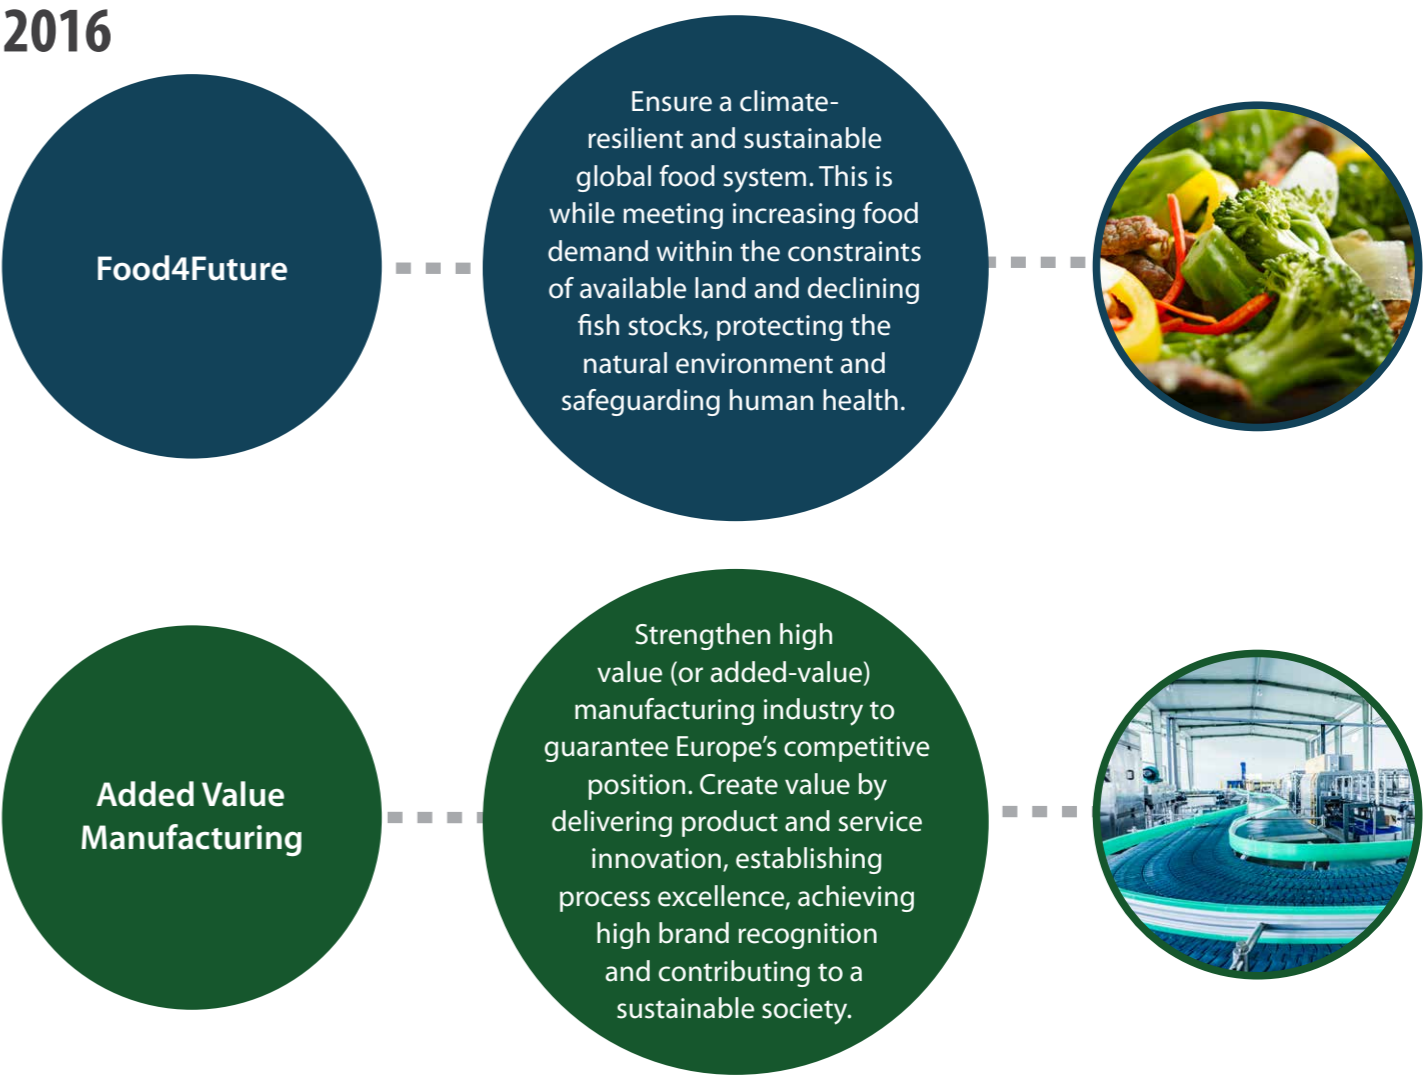 2016
Food4Future
Ensure a climate-
resilient and sustainable
global food system. This is
while meeting increasing food
demand within the constraints
of available land and declining
fish stocks, protecting the
natural environment and
safeguarding human health.
Added Value
Manufacturing
Strengthen high
value (or added-value)
manufacturing industry to
guarantee Europe’s competitive
position. Create value by
delivering product and service
innovation, establishing
process excellence, achieving
high brand recognition
and contributing to a
sustainable society.